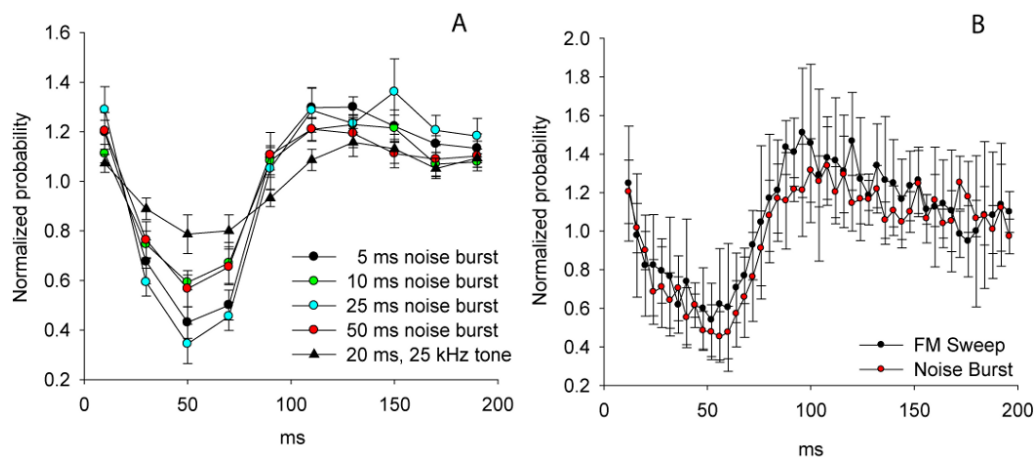 A
Normalized probability
1.6
1.4
1.2
1.0
0.8
0.6
0.4
0.2
5 ms noise burst
10 ms noise burst
25 ms noise burst
50 ms noise burst
20 ms, 25 kHz tone
0
50
100
150
200
ms
B
Normalized probability
2.0
1.8
1.6
1.4
1.2
1.0
0.8
0.6
0.4
0.2
FM Sweep
Noise Burst
0
50
100
150
200
ms